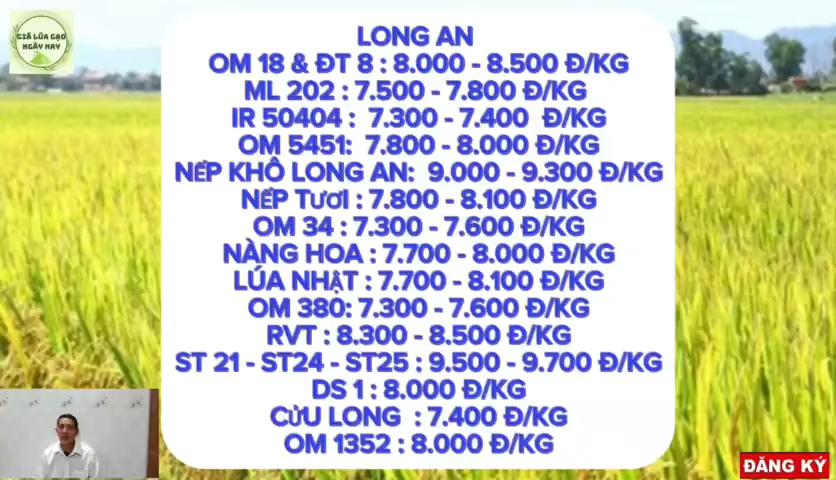 GIÁ LÚA GẠO
NGÀY NAY
LONG AN
OM 18 & ĐT 8 : 8.000 - 8.500 Đ/KG
ML 202 : 7.500 - 7.800 Đ/KG
IR 50404 : 7.300 - 7.400 Đ/KG
OM 5451: 7.800 - 8.000 Đ/KG
NẾP KHÔ LONG AN: 9.000 - 9.300 Đ/KG
NẾP TươI : 7.800 - 8.100 Đ/KG
OM 34 : 7.300 - 7.600 Đ/KG
NÀNG HOA : 7.700 - 8.000 Đ/KG
LÚA NHẬT : 7.700 - 8.100 Đ/KG
OM 380: 7.300 - 7.600 Đ/KG
RVT : 8.300 - 8.500 Đ/KG
ST 21 - ST24 - ST25 : 9.500 - 9.700 Đ/KG
DS 1 : 8.000 Đ/KG
CửU LONG : 7.400 Đ/KG
OM 1352 : 8.000 Đ/KG
ĐĂNG KÝ